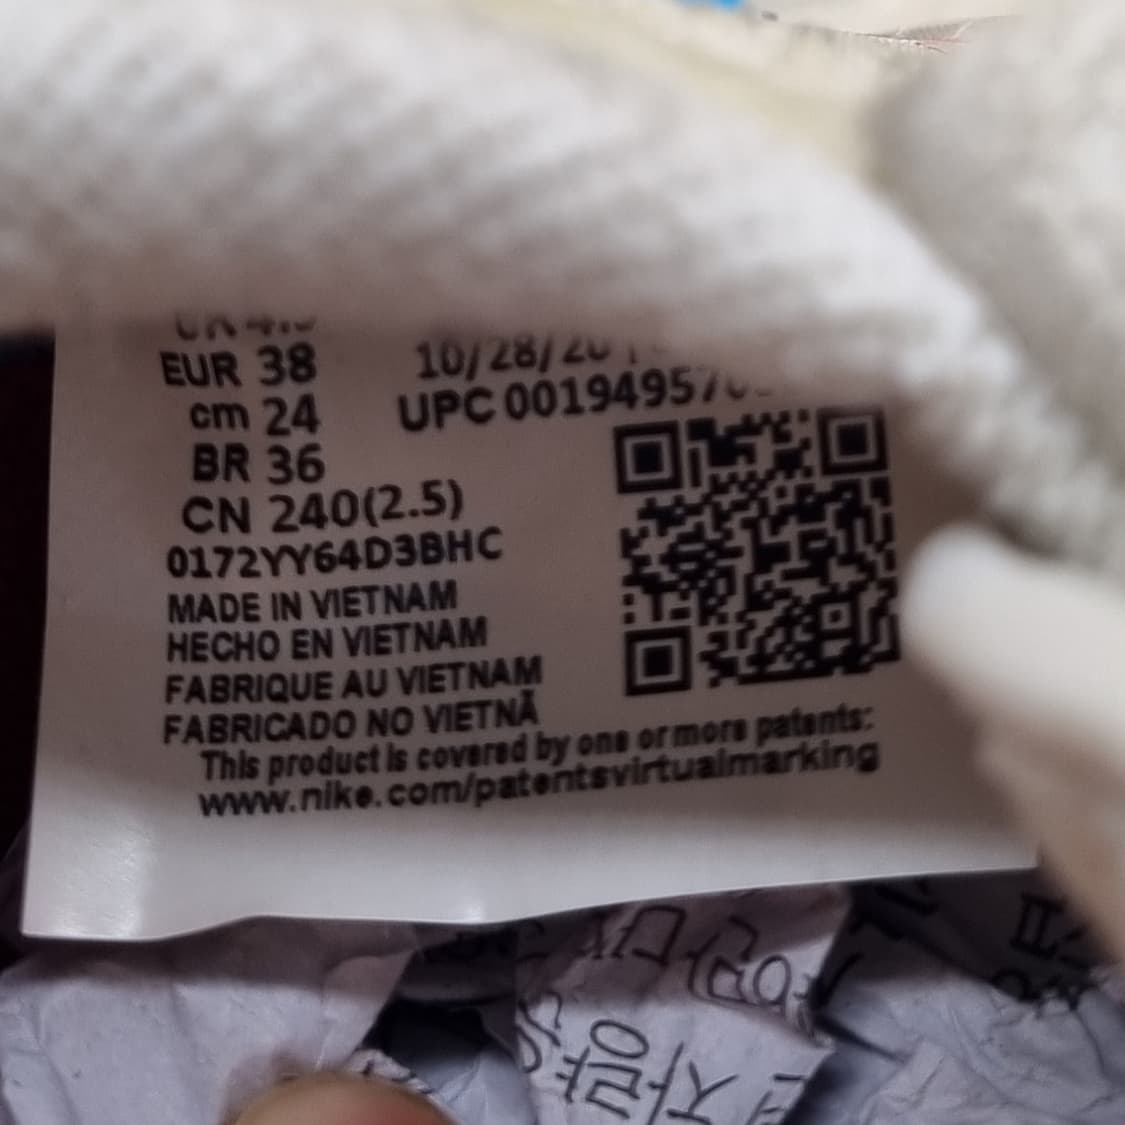 EUR 38
10/28/20
cm 24
UPC 00194957
BR 36
CN 240(2.5)
0172YY64D3BHC
MADE IN VIETNAM
HECHO EN VIETNAM
FABRIQUE AU VIETNAM
FABRICADO NO VIETNÃ
This product is covered by one or more patents:
www.nike.com/patentsvirtualmarking